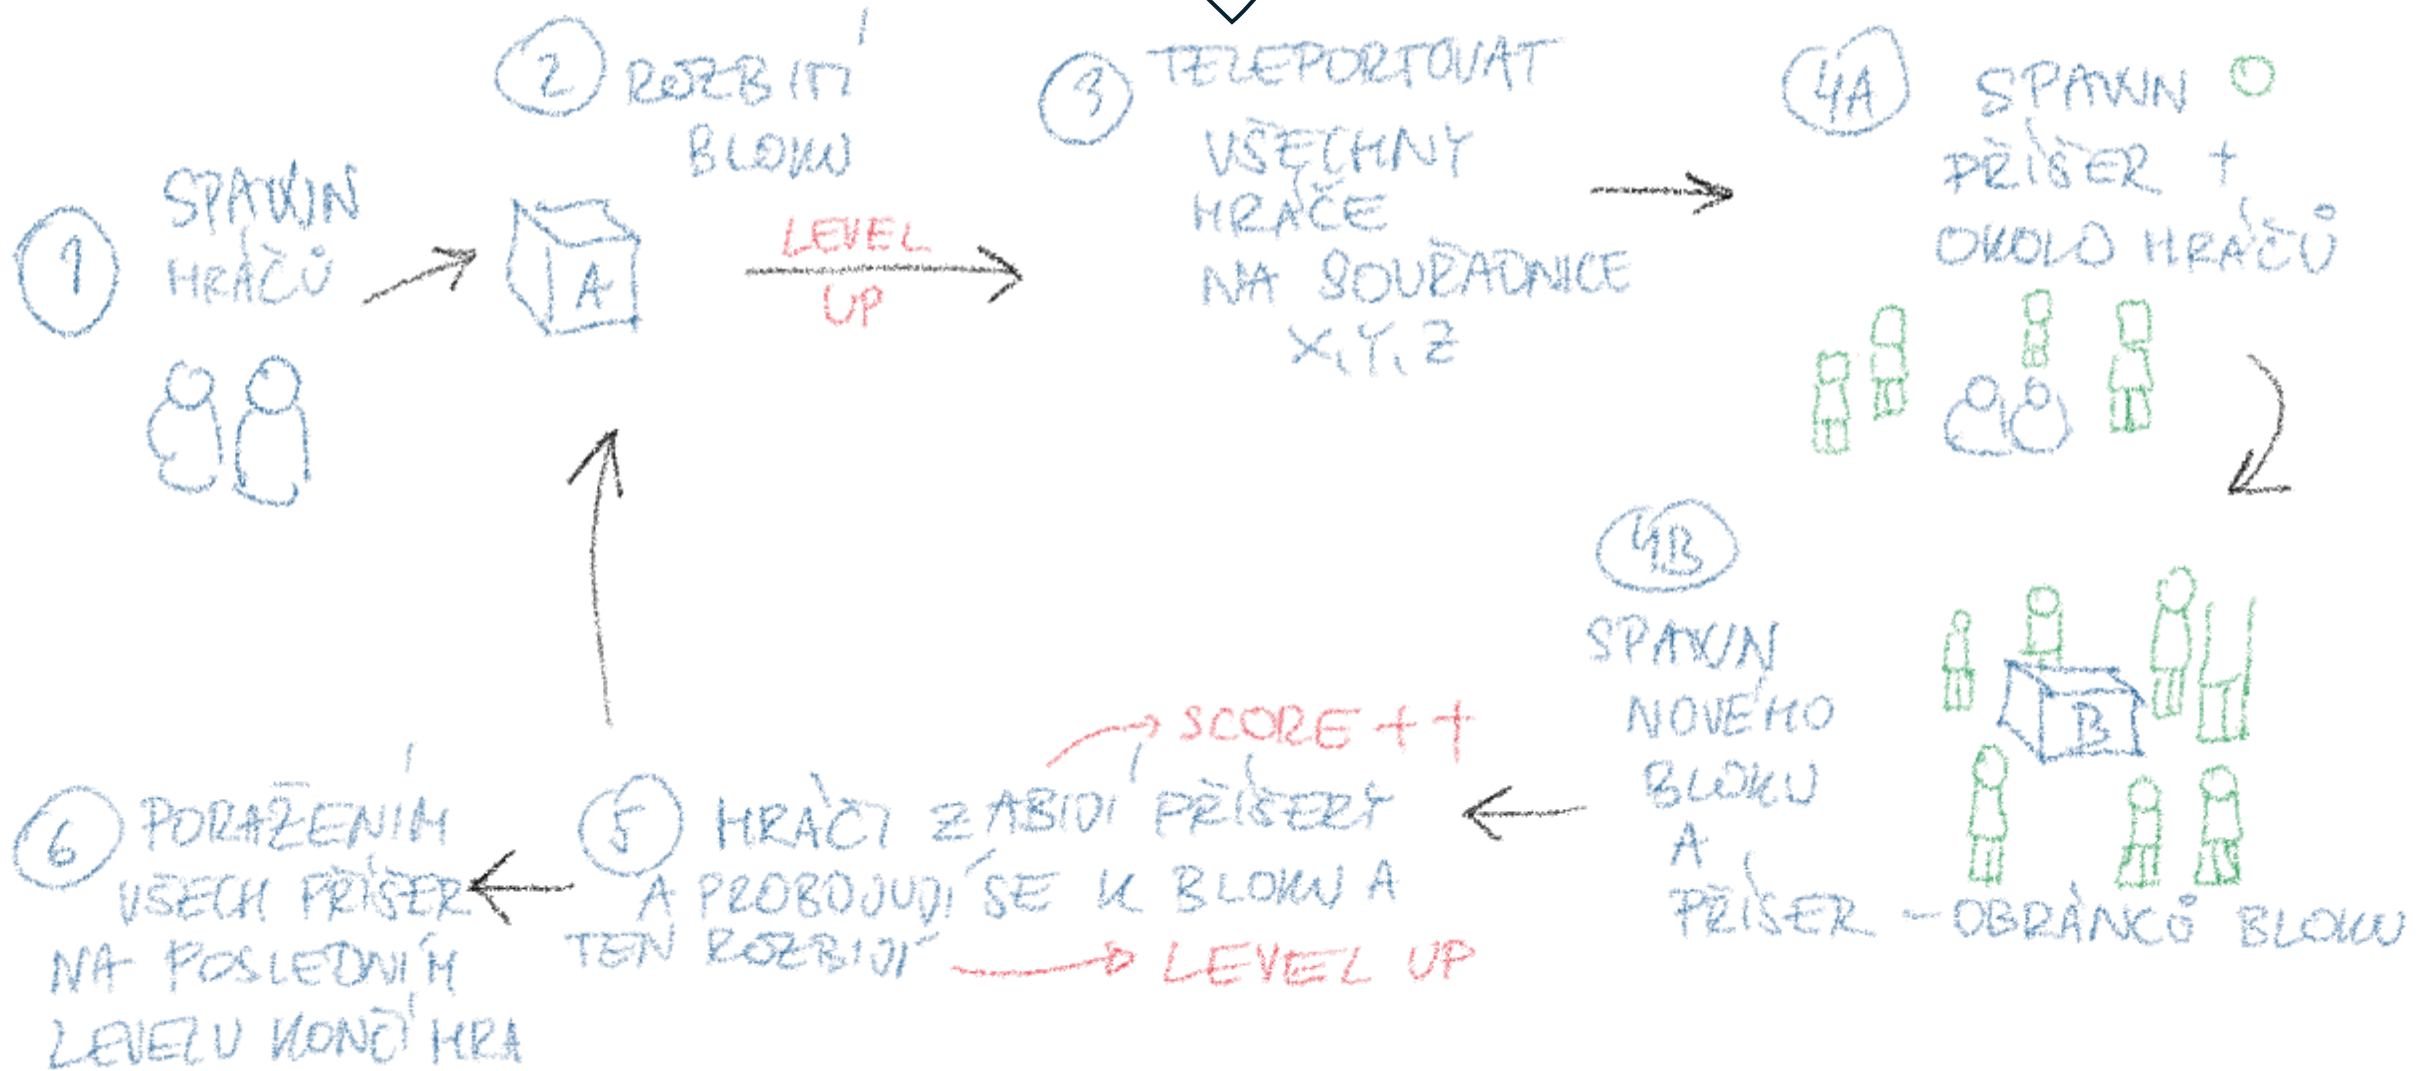 1
SPAWN
HRÁČŮ
2
ROZBITÍ
BLOKU
A
LEVEL
UP
3
TELEPORTOVAT
VŠECHNY
HRÁČE
NA SOUŘADNICE
X, Y, Z
4A
SPAWN
PŘÍŠER +
OKOLO HRÁČŮ
4B
SPAWN
NOVÉHO
BLOKU
A
PŘÍŠER - OBRÁNCŮ BLOKU
B
5
HRÁČI ZABIJÍ PŘÍŠERY
A PROBOJUJÍ SE K BLOKU A
TEN ROZBIJÍ
SCORE ++
LEVEL UP
6
PORAŽENÍM
VŠECH PŘÍŠER
NA POSLEDNÍM
LEVELU KONČÍ HRA